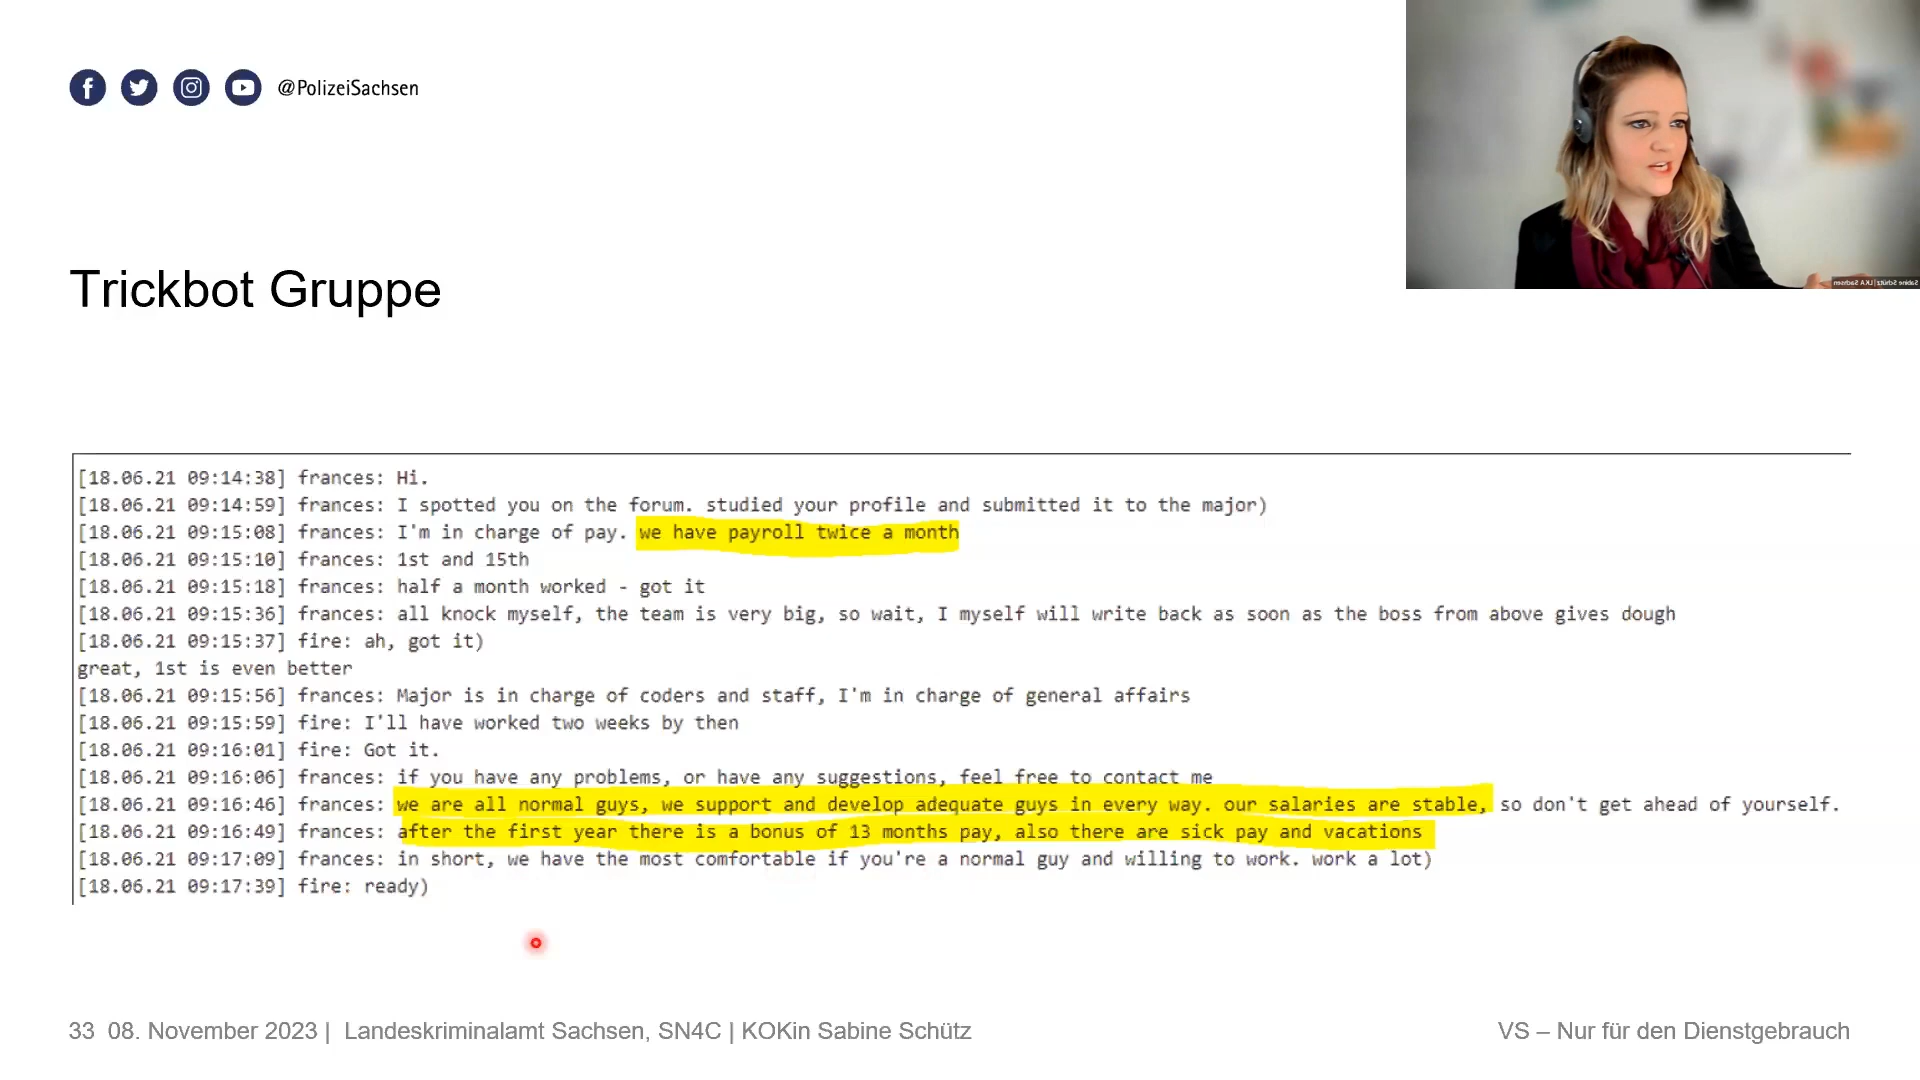 @PolizeiSachsen
Sabine Schütz | LKA Sachsen
Trickbot Gruppe
[18.06.21 09:14:38] frances: Hi.
[18.06.21 09:14:59] frances: I spotted you on the forum. studied your profile and submitted it to the major)
[18.06.21 09:15:08] frances: I'm in charge of pay. we have payroll twice a month
[18.06.21 09:15:10] frances: 1st and 15th
[18.06.21 09:15:18] frances: half a month worked - got it
[18.06.21 09:15:36] frances: all knock myself, the team is very big, so wait, I myself will write back as soon as the boss from above gives dough
[18.06.21 09:15:37] fire: ah, got it)
great, 1st is even better
[18.06.21 09:15:56] frances: Major is in charge of coders and staff, I'm in charge of general affairs
[18.06.21 09:15:59] fire: I'll have worked two weeks by then
[18.06.21 09:16:01] fire: Got it.
[18.06.21 09:16:06] frances: if you have any problems, or have any suggestions, feel free to contact me
[18.06.21 09:16:46] frances: we are all normal guys, we support and develop adequate guys in every way. our salaries are stable, so don't get ahead of yourself.
[18.06.21 09:16:49] frances: after the first year there is a bonus of 13 months pay, also there are sick pay and vacations
[18.06.21 09:17:09] frances: in short, we have the most comfortable if you're a normal guy and willing to work. work a lot)
[18.06.21 09:17:39] fire: ready)
33 08. November 2023 | Landeskriminalamt Sachsen, SN4C | KOKin Sabine Schütz
VS – Nur für den Dienstgebrauch